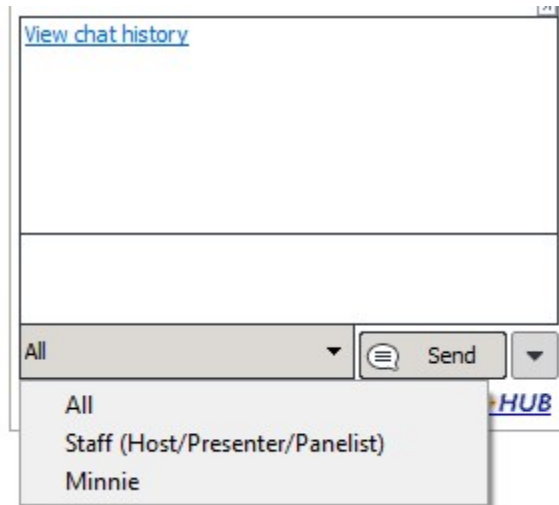 View chat history
All
Send
HUB
All
Staff (Host/Presenter/Panelist)
Minnie